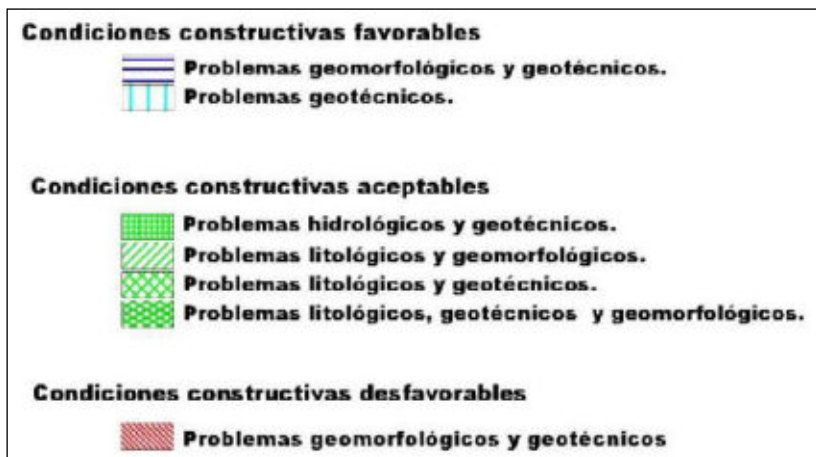 Condiciones constructivas favorables
Problemas geomorfológicos y geotécnicos.
Problemas geotécnicos.
Condiciones constructivas aceptables
Problemas hidrológicos y geotécnicos.
Problemas litológicos y geomorfológicos.
Problemas litológicos y geotécnicos.
Problemas litológicos, geotécnicos y geomorfológicos.
Condiciones constructivas desfavorables
Problemas geomorfológicos y geotécnicos